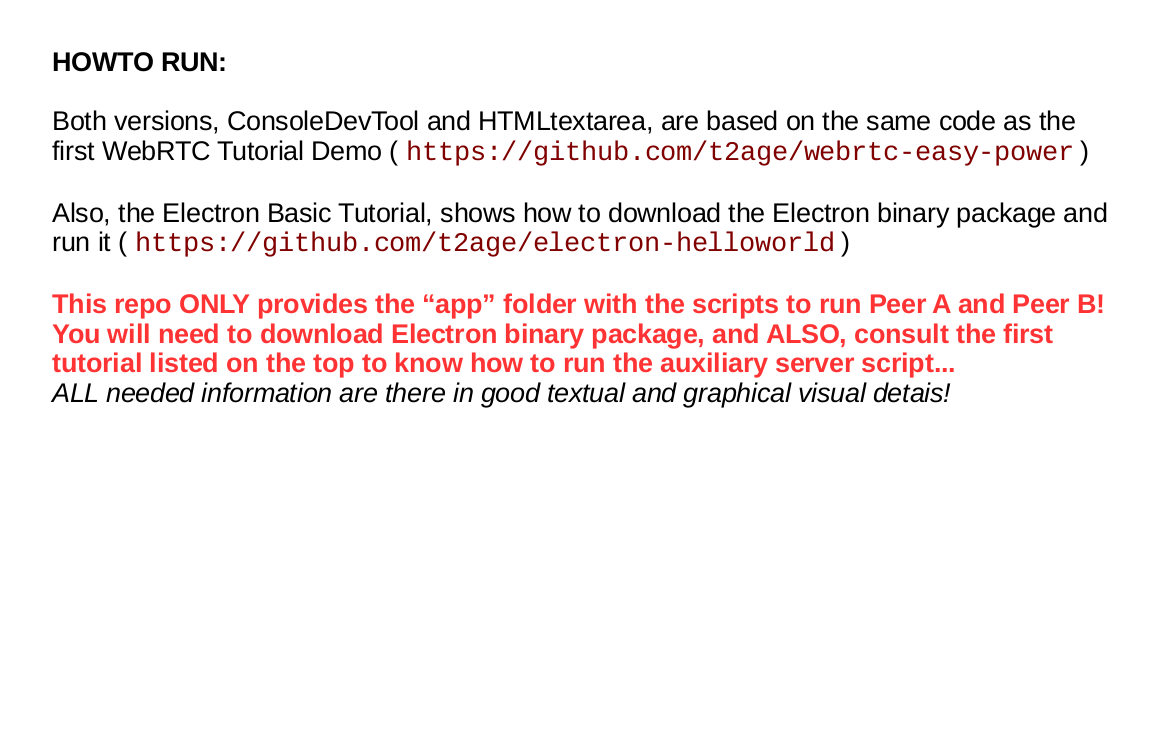 HOWTO RUN:
Both versions, ConsoleDevTool and HTMLtextarea, are based on the same code as the
first WebRTC Tutorial Demo ( https://github.com/t2age/webrtc-easy-power )
Also, the Electron Basic Tutorial, shows how to download the Electron binary package and
run it ( https://github.com/t2age/electron-helloworld )
This repo ONLY provides the “app” folder with the scripts to run Peer A and Peer B!
You will need to download Electron binary package, and ALSO, consult the first
tutorial listed on the top to know how to run the auxiliary server script...
ALL needed information are there in good textual and graphical visual detais!